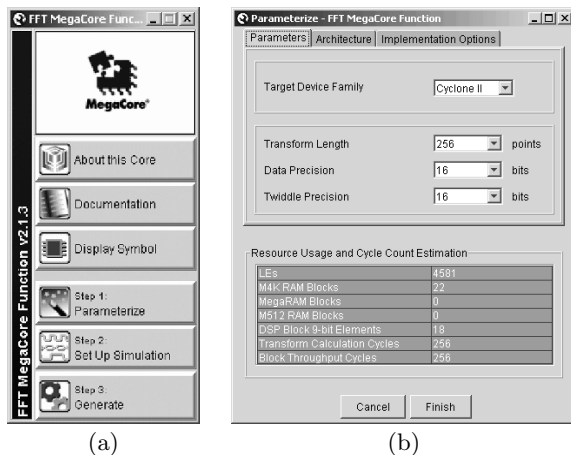 FFT MegaCore Func...
MegaCore®
About this Core
Documentation
Display Symbol
Step 1:
Parameterize
Step 2:
Set Up Simulation
Step 3:
Generate
FFT MegaCore Function v2.1.3
(a)
Parameterize - FFT MegaCore Function
Parameters Architecture Implementation Options
Target Device Family Cyclone II
Transform Length 256 points
Data Precision 16 bits
Twiddle Precision 16 bits
Resource Usage and Cycle Count Estimation
LEs 4581
M4K RAM Blocks 22
MegaRAM Blocks 0
M512 RAM Blocks 0
DSP Block 9-bit Elements 18
Transform Calculation Cycles 256
Block Throughput Cycles 256
Cancel Finish
(b)